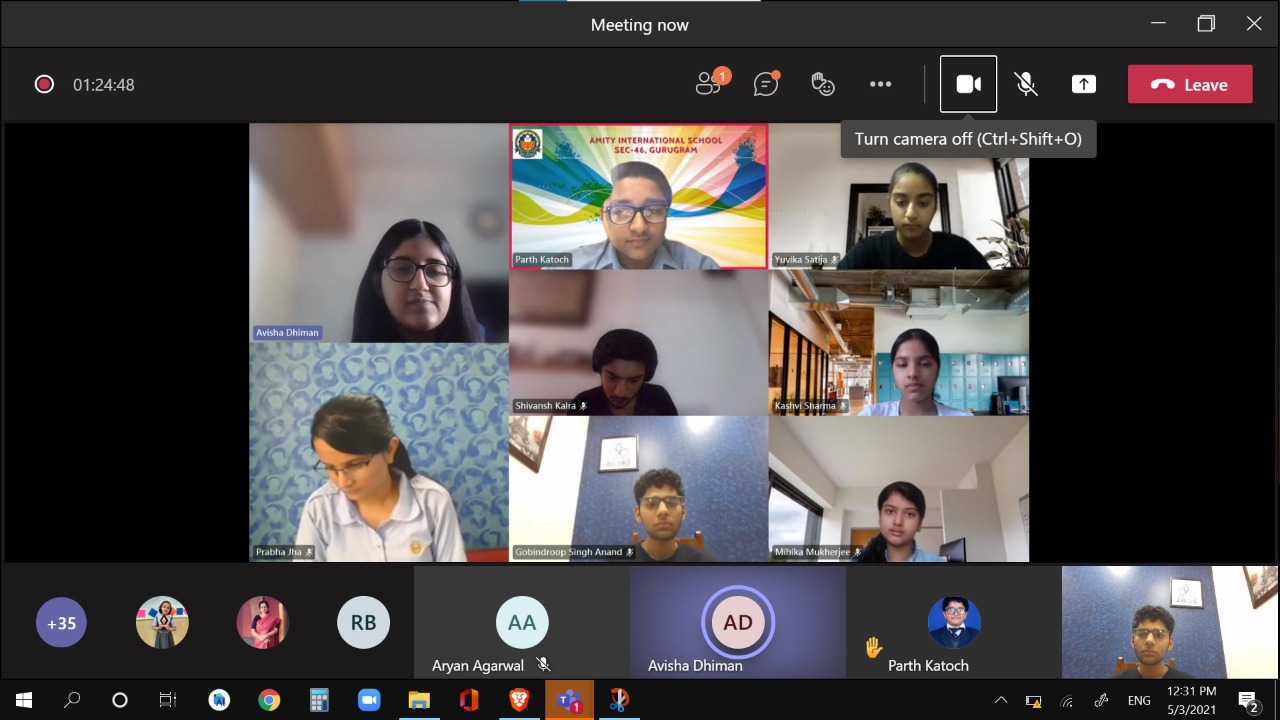 Meeting now
01:24:48
1
Leave
Turn camera off (Ctrl+Shift+O)
AMITY INTERNATIONAL SCHOOL
SEC-46, GURUGRAM
Parth Katoch
Yuvika Satija
Avisha Dhiman
Shivansh Kalra
Kashvi Sharma
Prabha Jha
Gobindroop Singh Anand
Mihika Mukherjee
+35
RB
AA
Aryan Agarwal
AD
Avisha Dhiman
Parth Katoch
1
ENG
12:31 PM
5/3/2021
2